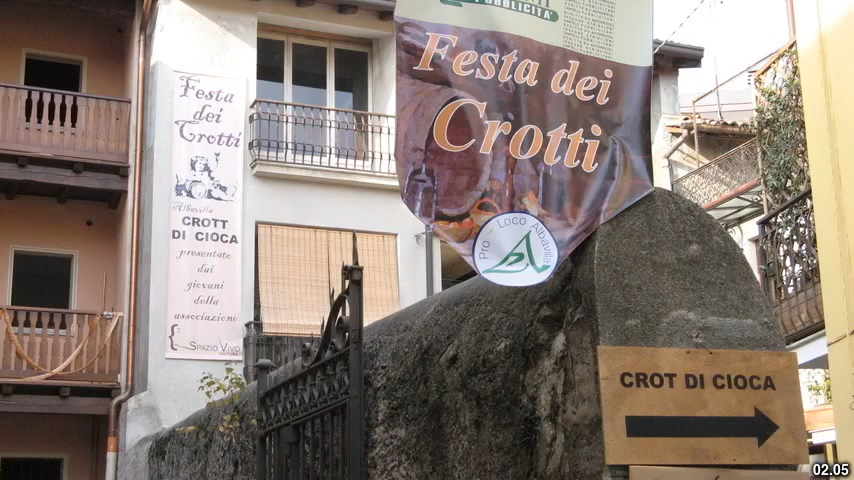 PUBBLICITA'
Festa dei
Crotti
Pro - Loco Albavilla
Festa
dei
Crotti
Albavilla
CROTT
DI CIOCA
presentato
dai
giovani
della
associazione
SPAZIO VIVO
CROT DI CIOCA
02.05